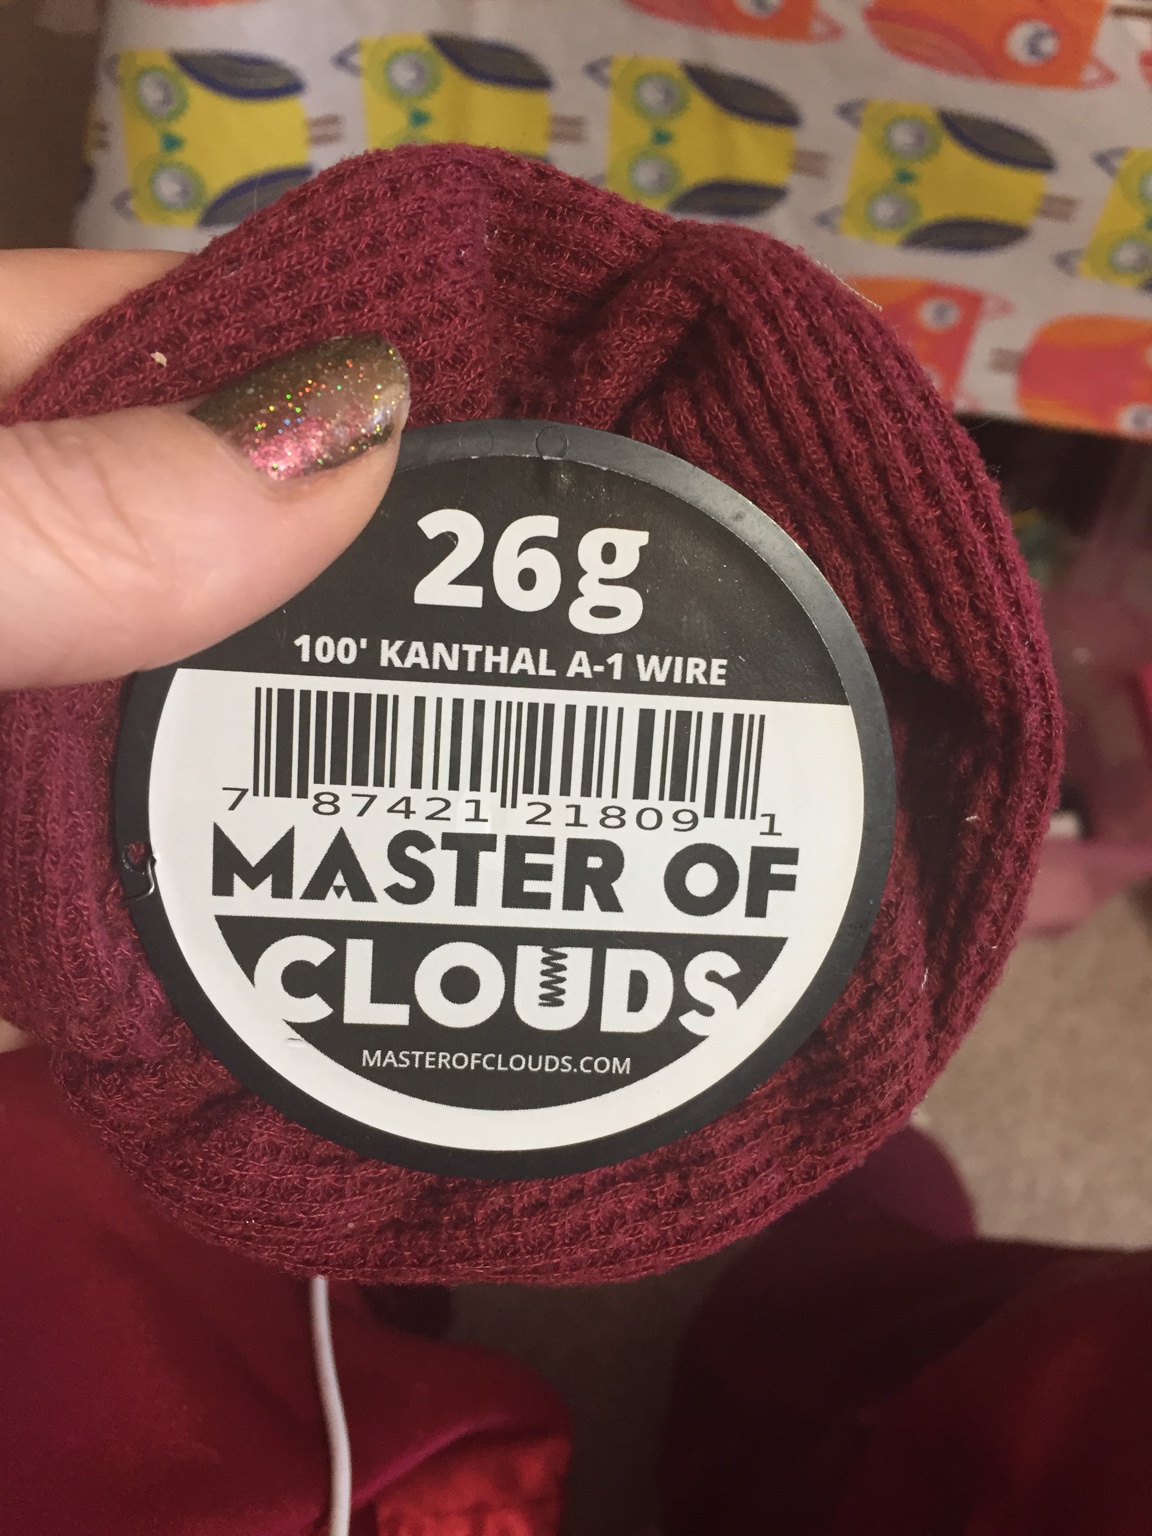 26g
100' KANTHAL A-1 WIRE
7 87421 21809 1
MASTER OF
CLOUDS
MASTEROFCLOUDS.COM